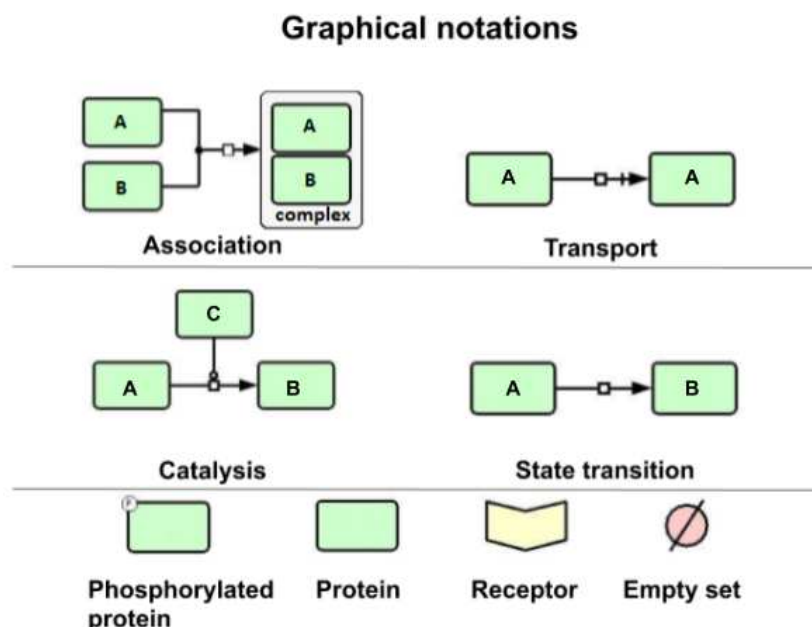 Graphical notations
A
B
A
B
complex
A
A
Association
Transport
C
A
B
A
B
Catalysis
State transition
P
Phosphorylated
protein
Protein
Receptor
Empty set